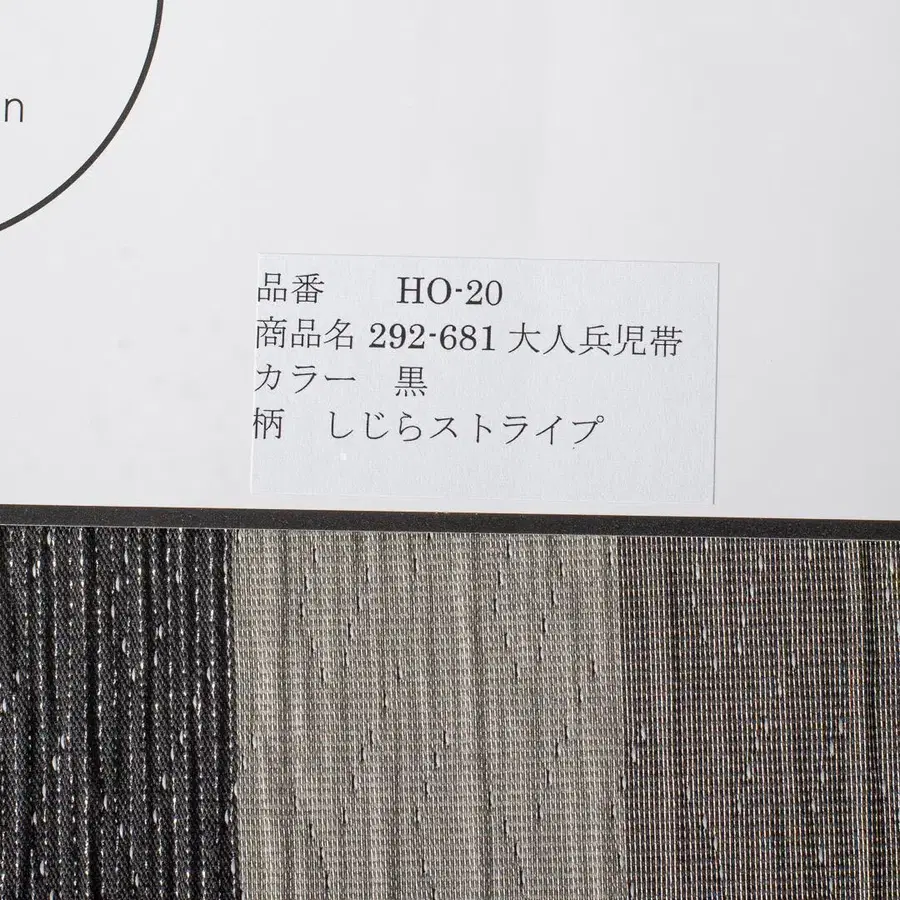 n
品番 HO-20
商品名 292-681 大人兵児帯
カラー 黒
柄 しじらストライプ